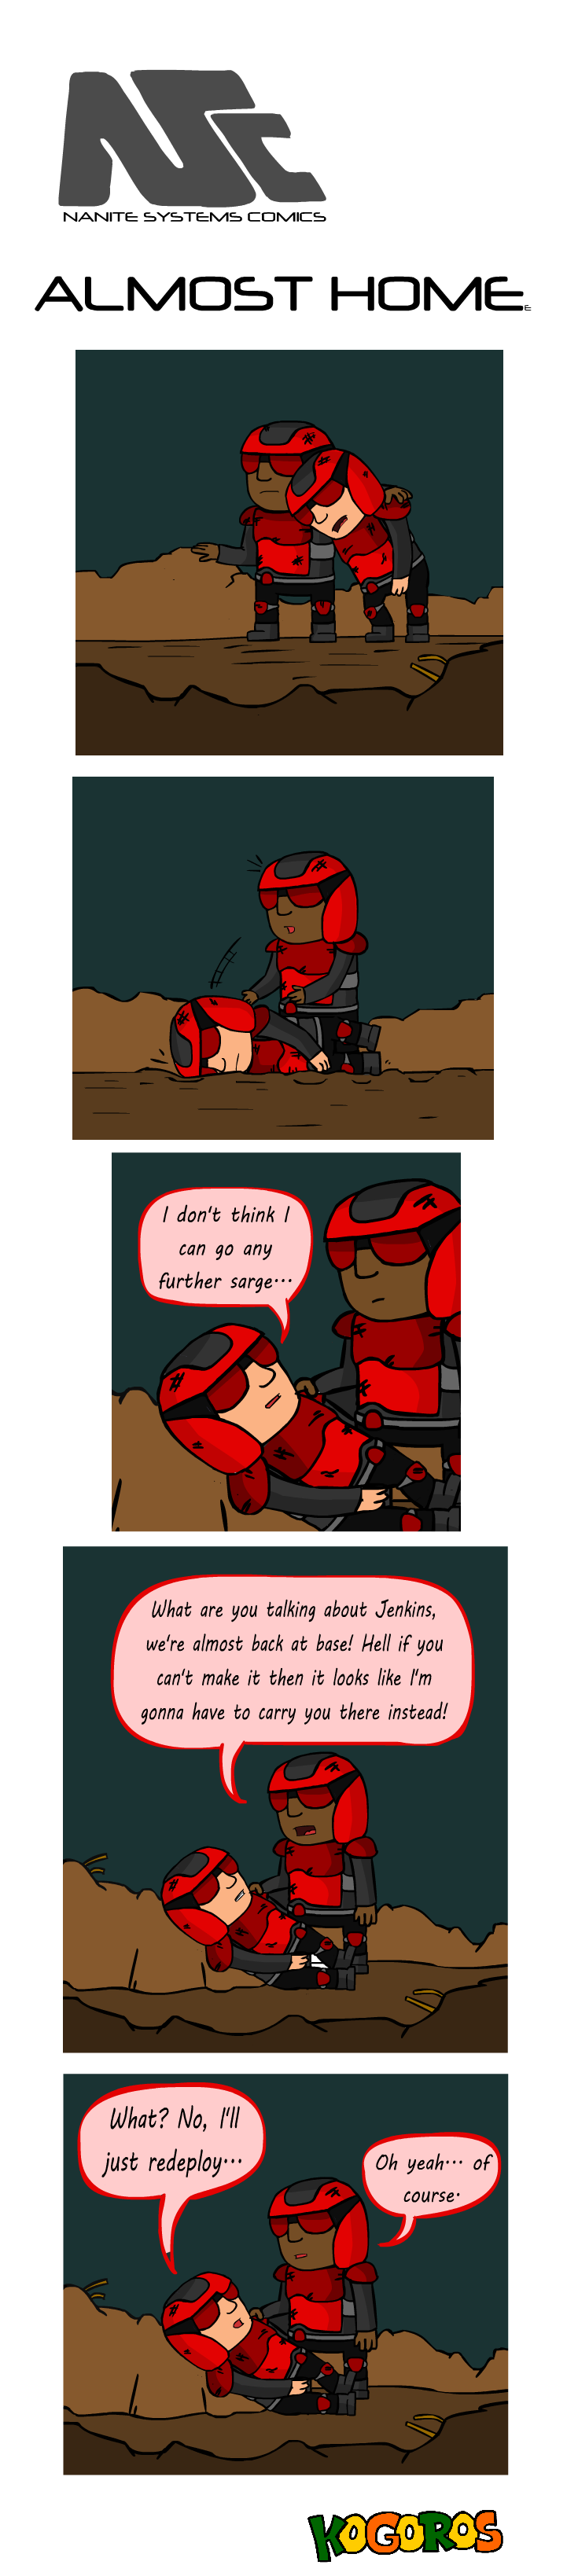 NSC
NANITE SYSTEMS COMICS
ALMOST HOME
E
I don't think I
can go any
further sarge...
What are you talking about Jenkins,
we're almost back at base! Hell if you
can't make it then it looks like I'm
gonna have to carry you there instead!
What? No, I'll
just redeploy...
Oh yeah... of
course.
KOGOROS